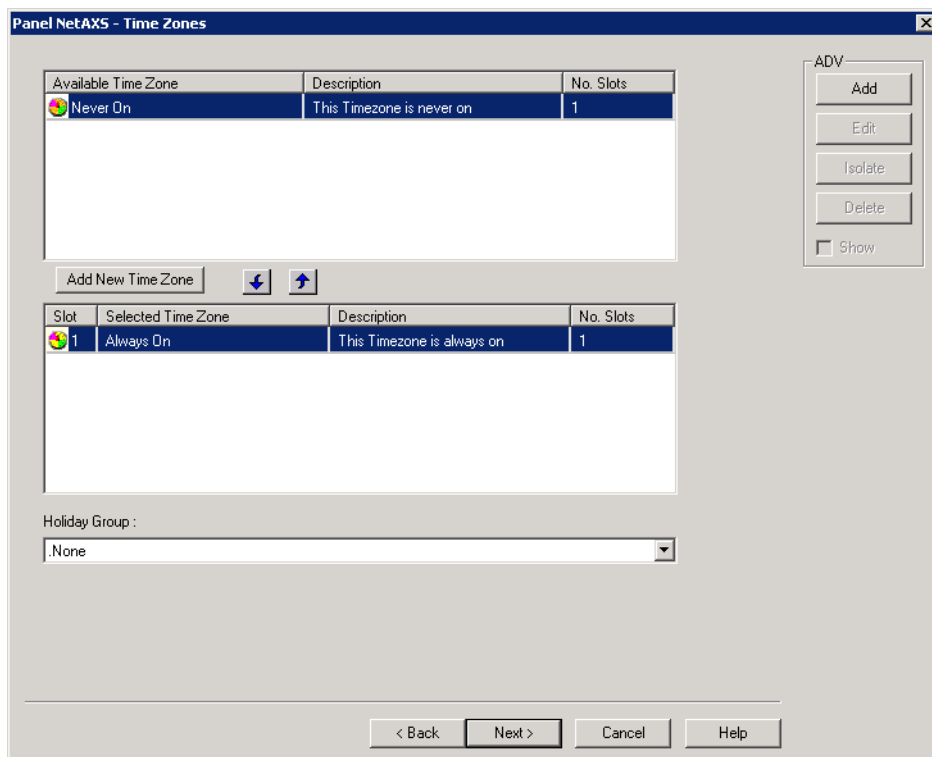 Panel NetAXS - Time Zones
Available Time Zone Description No. Slots
Never On This Timezone is never on 1
Add New Time Zone
Slot Selected Time Zone Description No. Slots
1 Always On This Timezone is always on 1
Holiday Group :
.None
ADV
Add
Edit
Isolate
Delete
Show
< Back Next > Cancel Help